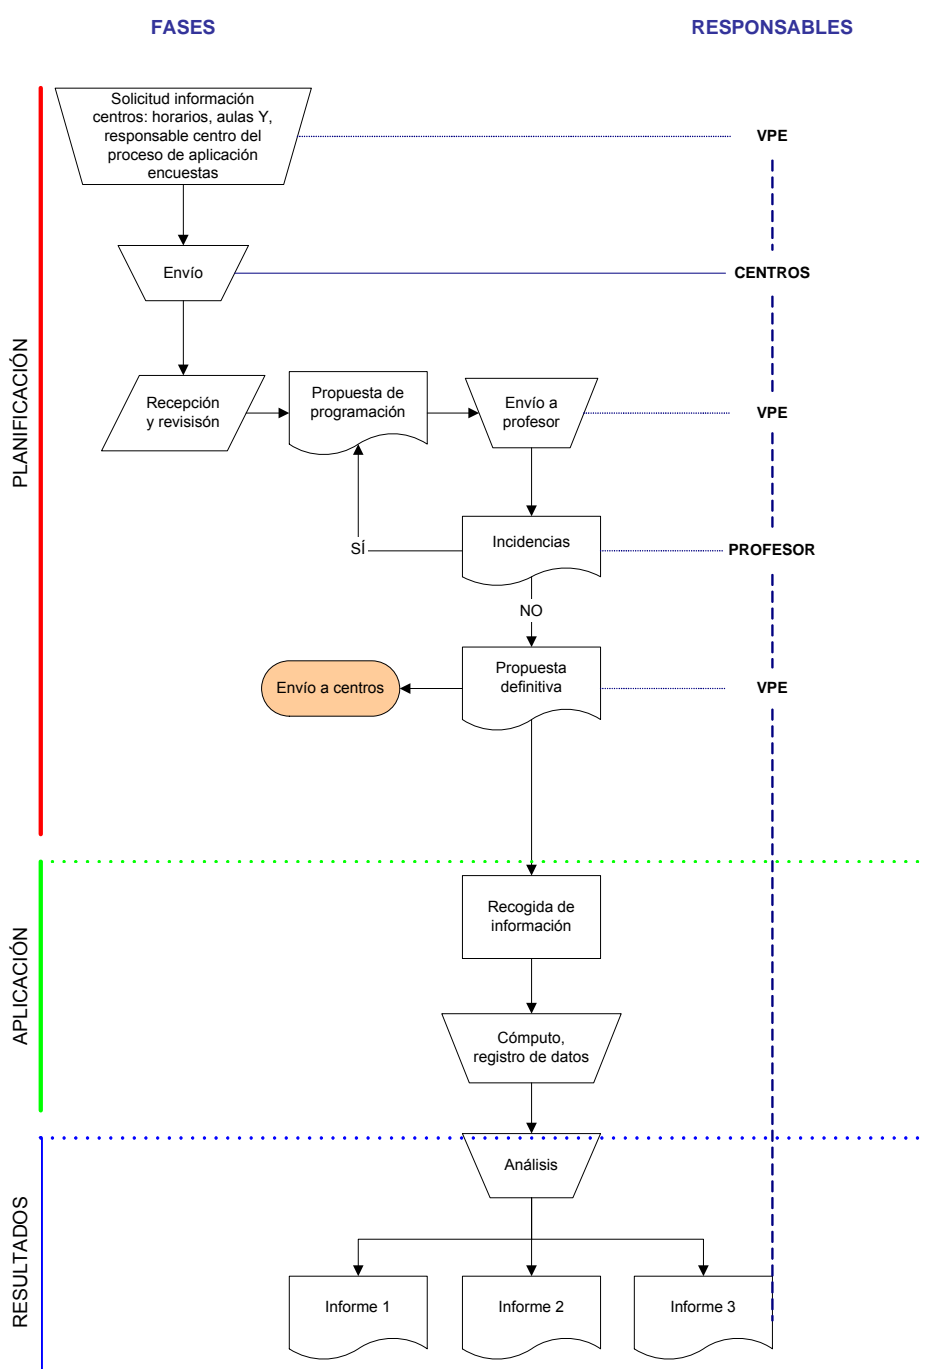 FASES
RESPONSABLES
PLANIFICACIÓN
Solicitud información
centros: horarios, aulas Y,
responsable centro del
proceso de aplicación
encuestas
VPE
Envío
CENTROS
Recepción
y revisisón
Propuesta de
programación
Envío a
profesor
VPE
SÍ
Incidencias
PROFESOR
NO
Envío a centros
Propuesta
definitiva
VPE
APLICACIÓN
Recogida de
información
Cómputo,
registro de datos
RESULTADOS
Análisis
Informe 1
Informe 2
Informe 3